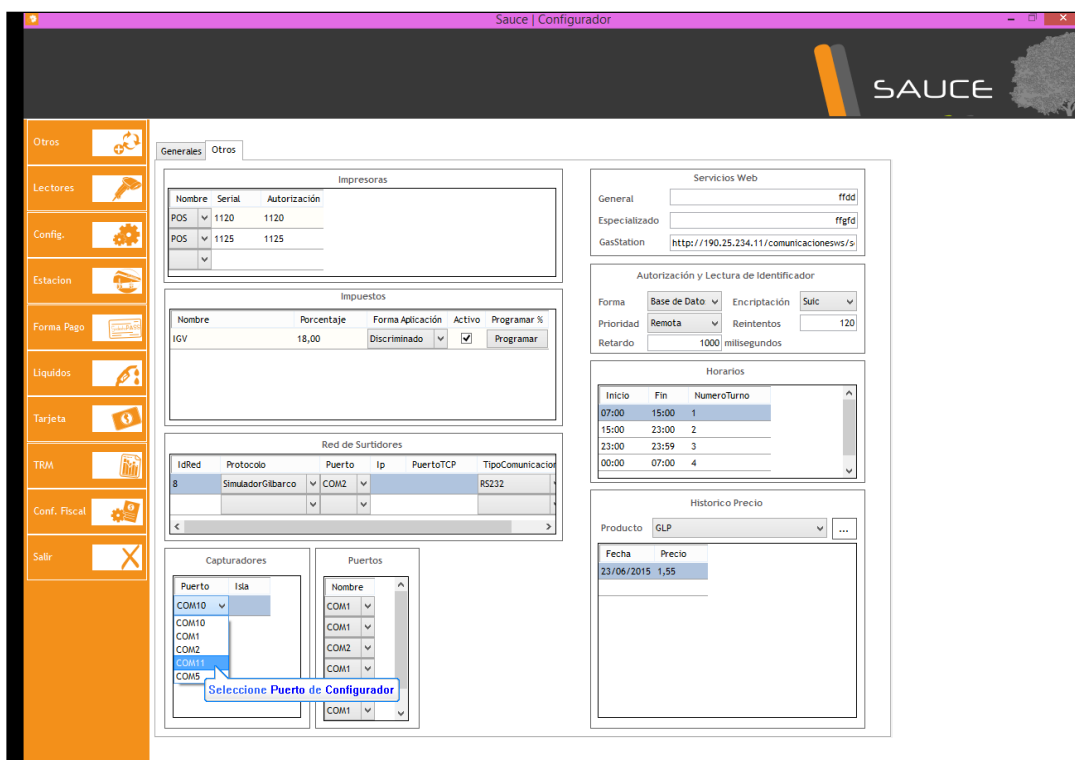 Sauce | Configurador
SAUCE
Otros
Lectores
Config.
Estacion
Forma Pago
Liquidos
Tarjeta
TRM
Conf. Fiscal
Salir
Generales Otros
Impresoras
Nombre Serial Autorización
POS 1120 1120
POS 1125 1125
Impuestos
Nombre Porcentaje Forma Aplicación Activo Programar %
IGV 18,00 Discriminado Programar
Red de Surtidores
IdRed Protocolo Puerto Ip PuertoTCP TipoComunicacion
8 SimuladorGilbarco COM2 RS232
Capturadores
Puerto Isla
COM10
COM10
COM1
COM2
COM11
COM5
Seleccione Puerto de Configurador
Puertos
Nombre
COM1
COM1
COM2
COM1
COM1
Servicios Web
General ffdd
Especializado ffgfd
GasStation http://190.25.234.11/comunicacionesws/s
Autorización y Lectura de Identificador
Forma Base de Dato Encriptación Suic
Prioridad Remota Reintentos 120
Retardo 1000 milisegundos
Horarios
Inicio Fin NumeroTurno
07:00 15:00 1
15:00 23:00 2
23:00 23:59 3
00:00 07:00 4
Historico Precio
Producto GLP ...
Fecha Precio
23/06/2015 1,55